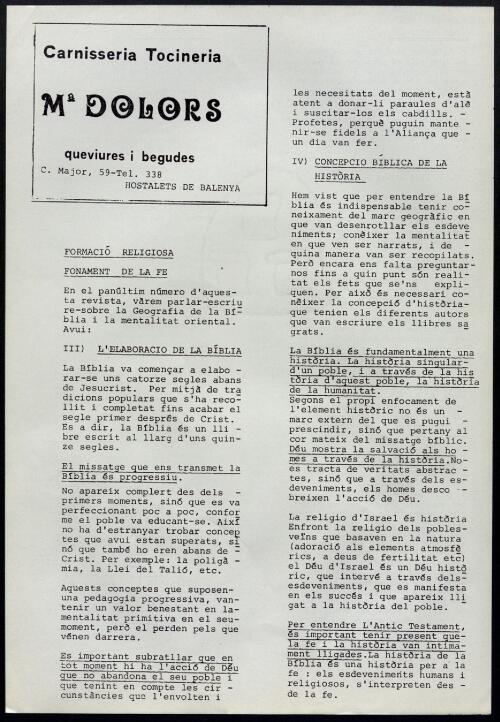 Carnisseria Tocineria
Mª DOLORS
queviures i begudes
C. Major, 59-Tel. 338
HOSTALETS DE BALENYA
FORMACIÓ RELIGIOSA
FONAMENT DE LA FE
En el panúltim número d'aques-
ta revista, vàrem parlar-escriu
re-sobre la Geografia de la Bí-
blia i la mentalitat oriental.
Avui:
III) L'ELABORACIO DE LA BÍBLIA
La Bíblia va començar a elabo -
rar-se uns catorze segles abans
de Jesucrist. Per mitjà de tra
dicions populars que s'ha reco-
llit i completat fins acabar el
segle primer desprès de Crist.
Es a dir, la Bíblia és un lli -
bre escrit al llarg d'uns quin-
ze segles.
El missatge que ens transmet la
Bíblia és progressiu.
No apareix complert des dels -
primers moments, sinó que es va
perfeccionant poc a poc, confor
me el poble va educant-se. Així
no ha d'estranyar trobar concep
tes que avui estan superats, si
nó que també ho eren abans de -
Crist. Per exemple: la poligà -
mia, la Llei del Talió, etc.
Aquests conceptes que suposen-
una pedagogia progressiva, van-
tenir un valor benestant en la-
mentalitat primitiva en el seu-
moment, però el perden pels que
vénen darrera.
Es important subratllar que en
tot moment hi ha l'acció de Déu
que no abandona el seu poble i
que tenint en compte les cir -
cunstàncies que l'envolten i
les necesitats del moment, està
atent a donar-li paraules d'alè
i suscitar-los els cabdills. -
Profetes, perquè puguin mante -
nir-se fidels a l'Aliança que -
un dia van fer.
IV) CONCEPCIO BÍBLICA DE LA
HISTÒRIA
Hem vist que per entendre la Bí
blia és indispensable tenir co-
neixament del marc geogràfic en
que van desenrotllar els esdeve
niments; conèixer la mentalitat
en que ven ser narrats, i de -
quina manera van ser recopilats.
Però encara ens falta preguntar-
nos fins a quin punt són reali-
tat els fets que se'ns expli-
quen. Per això és necessari co-
nèixer la concepció d'història-
que tenien els diferents autors
que van escriure els llibres sa
grats.
La Bíblia és fundamentalment una
història. La història singular-
d'un poble, i a través de la his
tòria d'aquest poble, la història
de la humanitat.
Segons el propi enfocament de
l'element històric no és un -
marc extern del que es pugui -
prescindir, sinó que pertany al
cor mateix del missatge bíblic.
Déu mostra la salvació als ho -
mes a través de la història.No-
es tracta de veritats abstrac -
tes, sinó que a través dels es-
deveniments, els homes desco -
breixen l'acció de Déu.
La religio d'Israel és història
Enfront la religió dels pobles-
veïns que basaven en la natura
(adoració als elements atmosfè
rics, a deus de fertilitat etc)
el Déu d'Israel és un Déu histò
ric, que intervé a través dels-
esdeveniments, que es manifesta
en els succés i que apareix lli
gat a la història del poble.
Per entendre L'Antic Testament,
és important tenir present que-
la fe i la història van intima-
ment lligades.La història de la
Bíblia és una història per a la
fe : els esdeveniments humans i
religiosos, s'interpreten des -
de la fe.